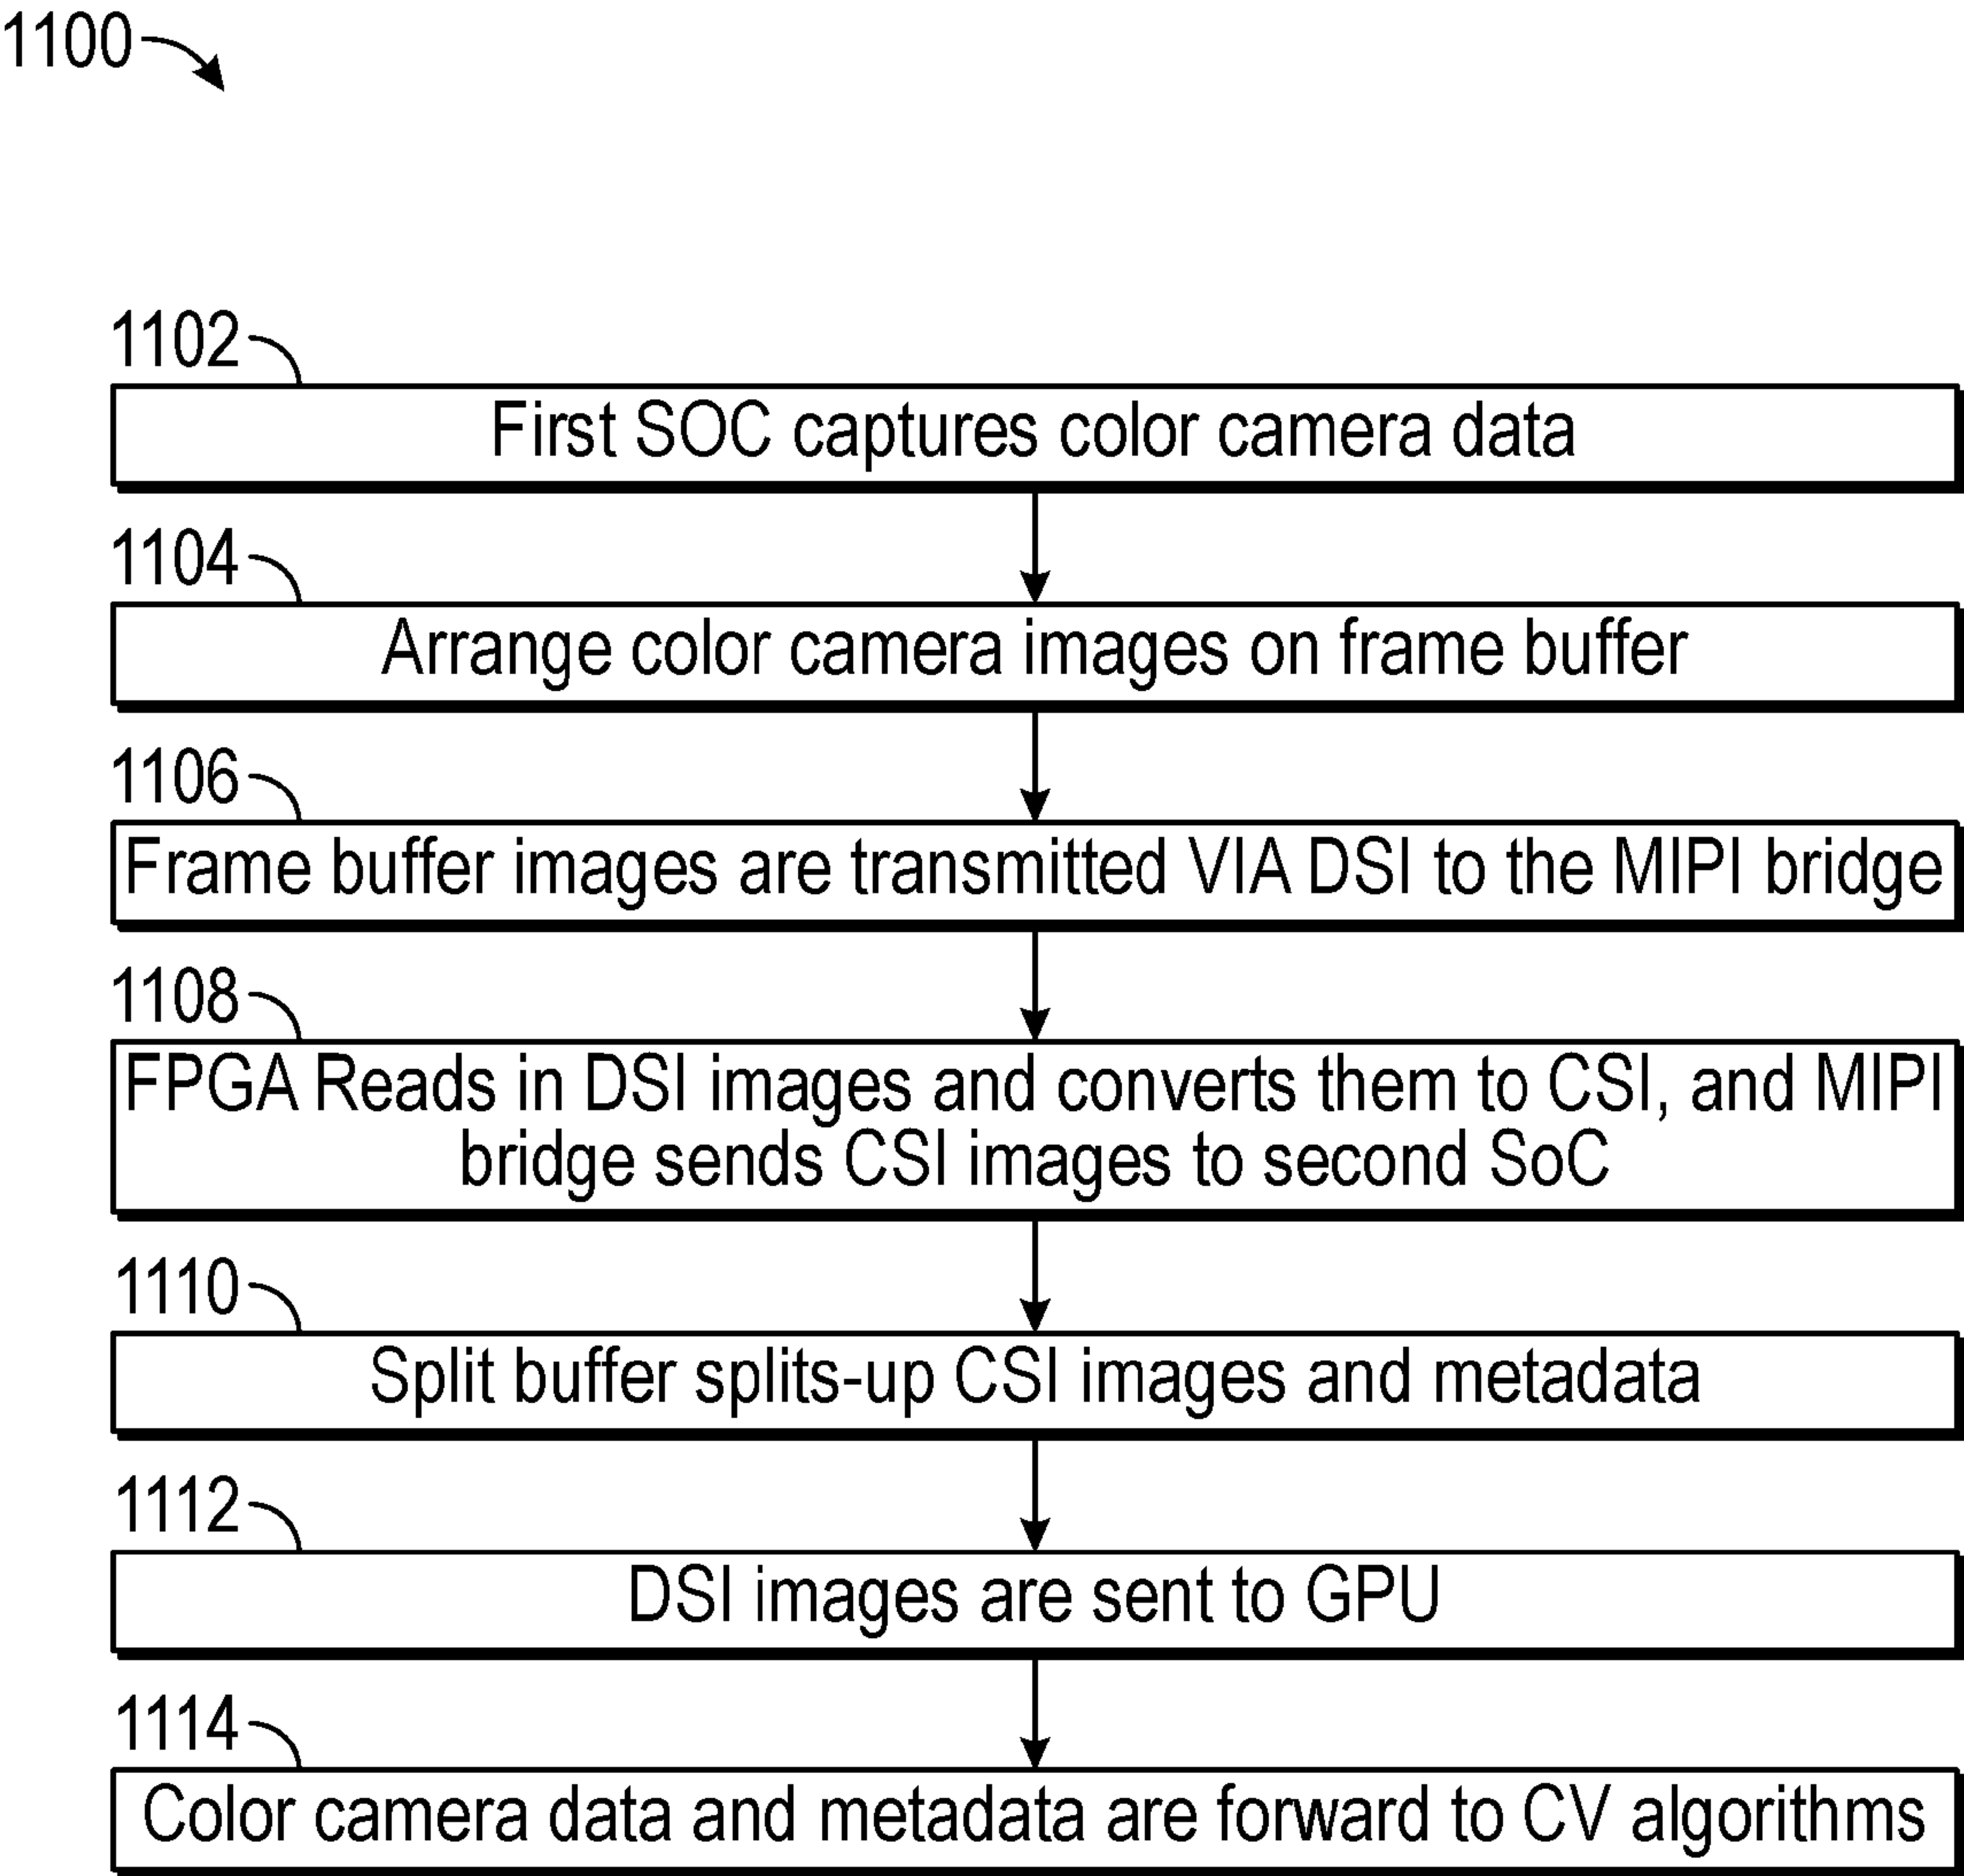 1100
1102
First SOC captures color camera data
1104
Arrange color camera images on frame buffer
1106
Frame buffer images are transmitted VIA DSI to the MIPI bridge
1108
FPGA Reads in DSI images and converts them to CSI, and MIPI
bridge sends CSI images to second SoC
1110
Split buffer splits-up CSI images and metadata
1112
DSI images are sent to GPU
1114
Color camera data and metadata are forward to CV algorithms